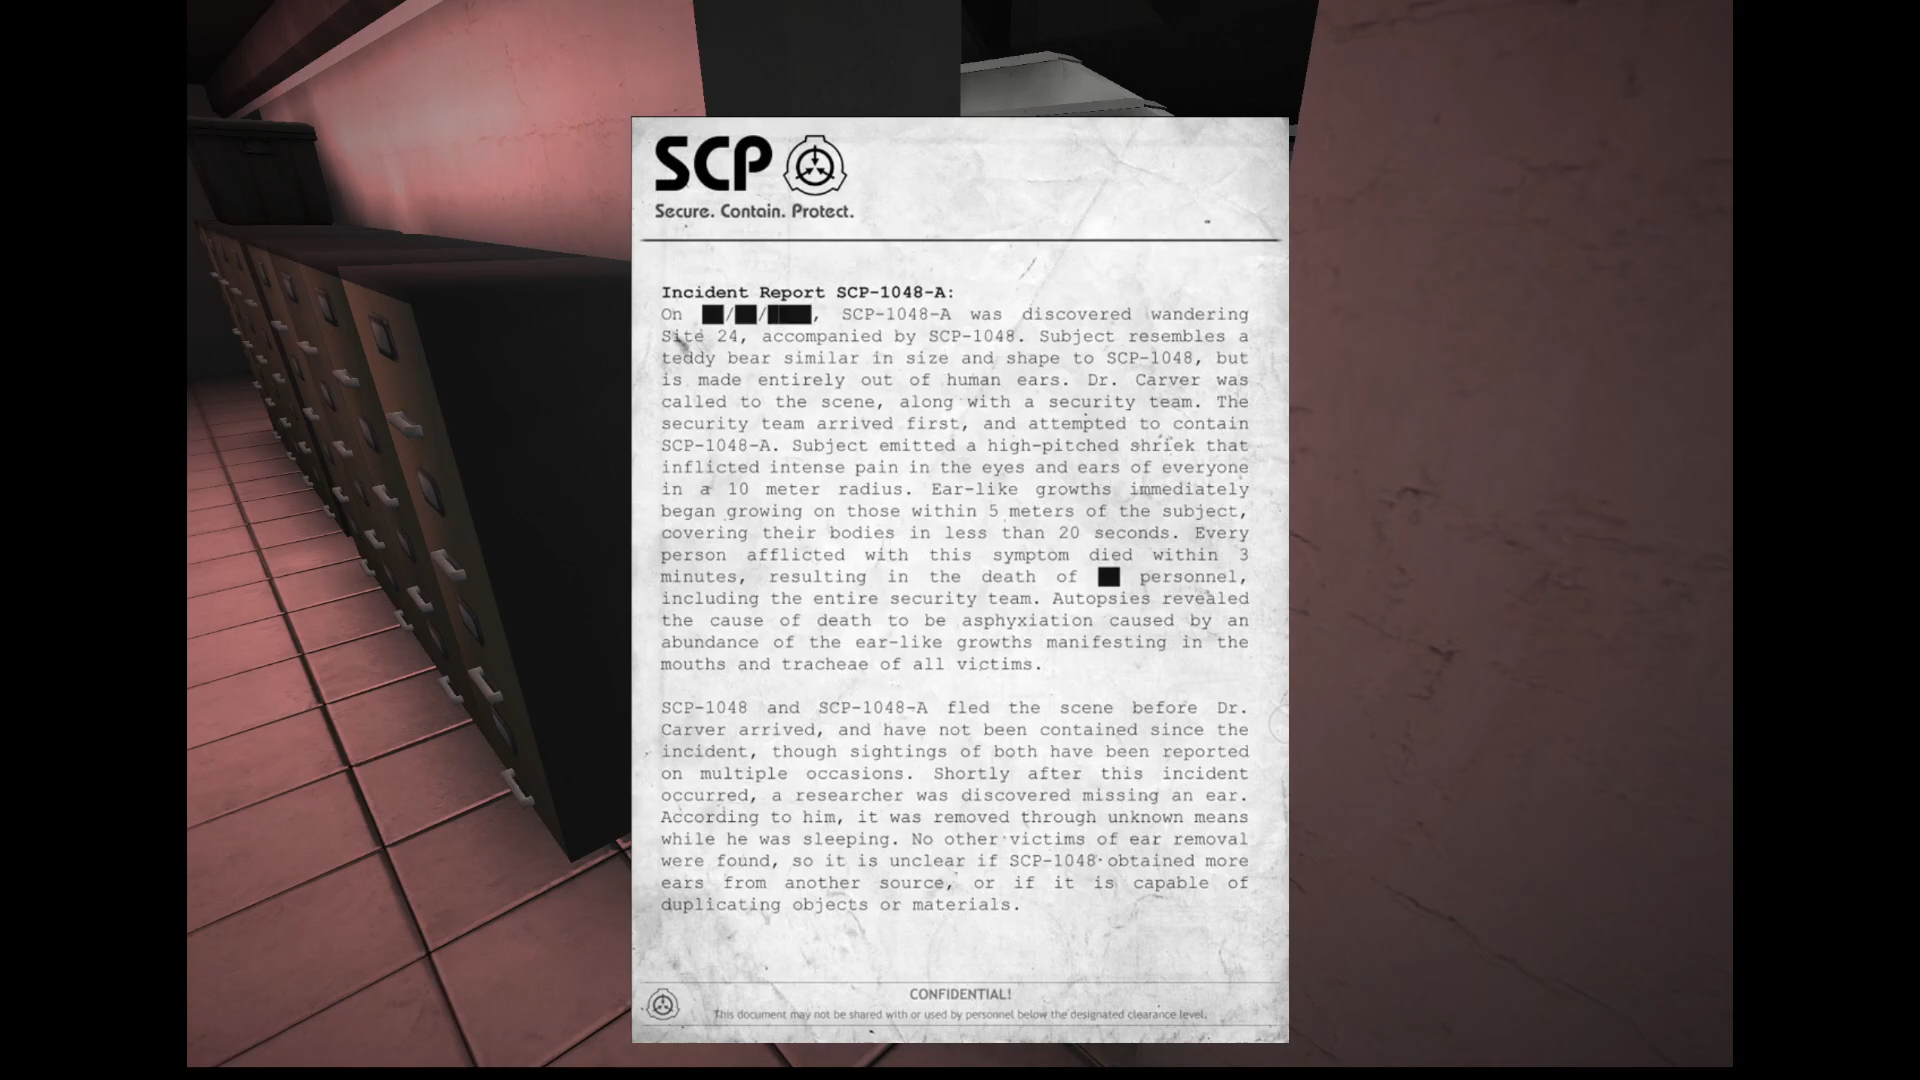 SCP
Secure. Contain. Protect.
Incident Report SCP-1048-A:
On ██/██/████, SCP-1048-A was discovered wandering
Site 24, accompanied by SCP-1048. Subject resembles a
teddy bear similar in size and shape to SCP-1048, but
is made entirely out of human ears. Dr. Carver was
called to the scene, along with a security team. The
security team arrived first, and attempted to contain
SCP-1048-A. Subject emitted a high-pitched shriek that
inflicted intense pain in the eyes and ears of everyone
in a 10 meter radius. Ear-like growths immediately
began growing on those within 5 meters of the subject,
covering their bodies in less than 20 seconds. Every
person afflicted with this symptom died within 3
minutes, resulting in the death of ██ personnel,
including the entire security team. Autopsies revealed
the cause of death to be asphyxiation caused by an
abundance of the ear-like growths manifesting in the
mouths and tracheae of all victims.
SCP-1048 and SCP-1048-A fled the scene before Dr.
Carver arrived, and have not been contained since the
incident, though sightings of both have been reported
on multiple occasions. Shortly after this incident
occurred, a researcher was discovered missing an ear.
According to him, it was removed through unknown means
while he was sleeping. No other victims of ear removal
were found, so it is unclear if SCP-1048 obtained more
ears from another source, or if it is capable of
duplicating objects or materials.
CONFIDENTIAL!
This document may not be shared with or used by personnel below the designated clearance level.